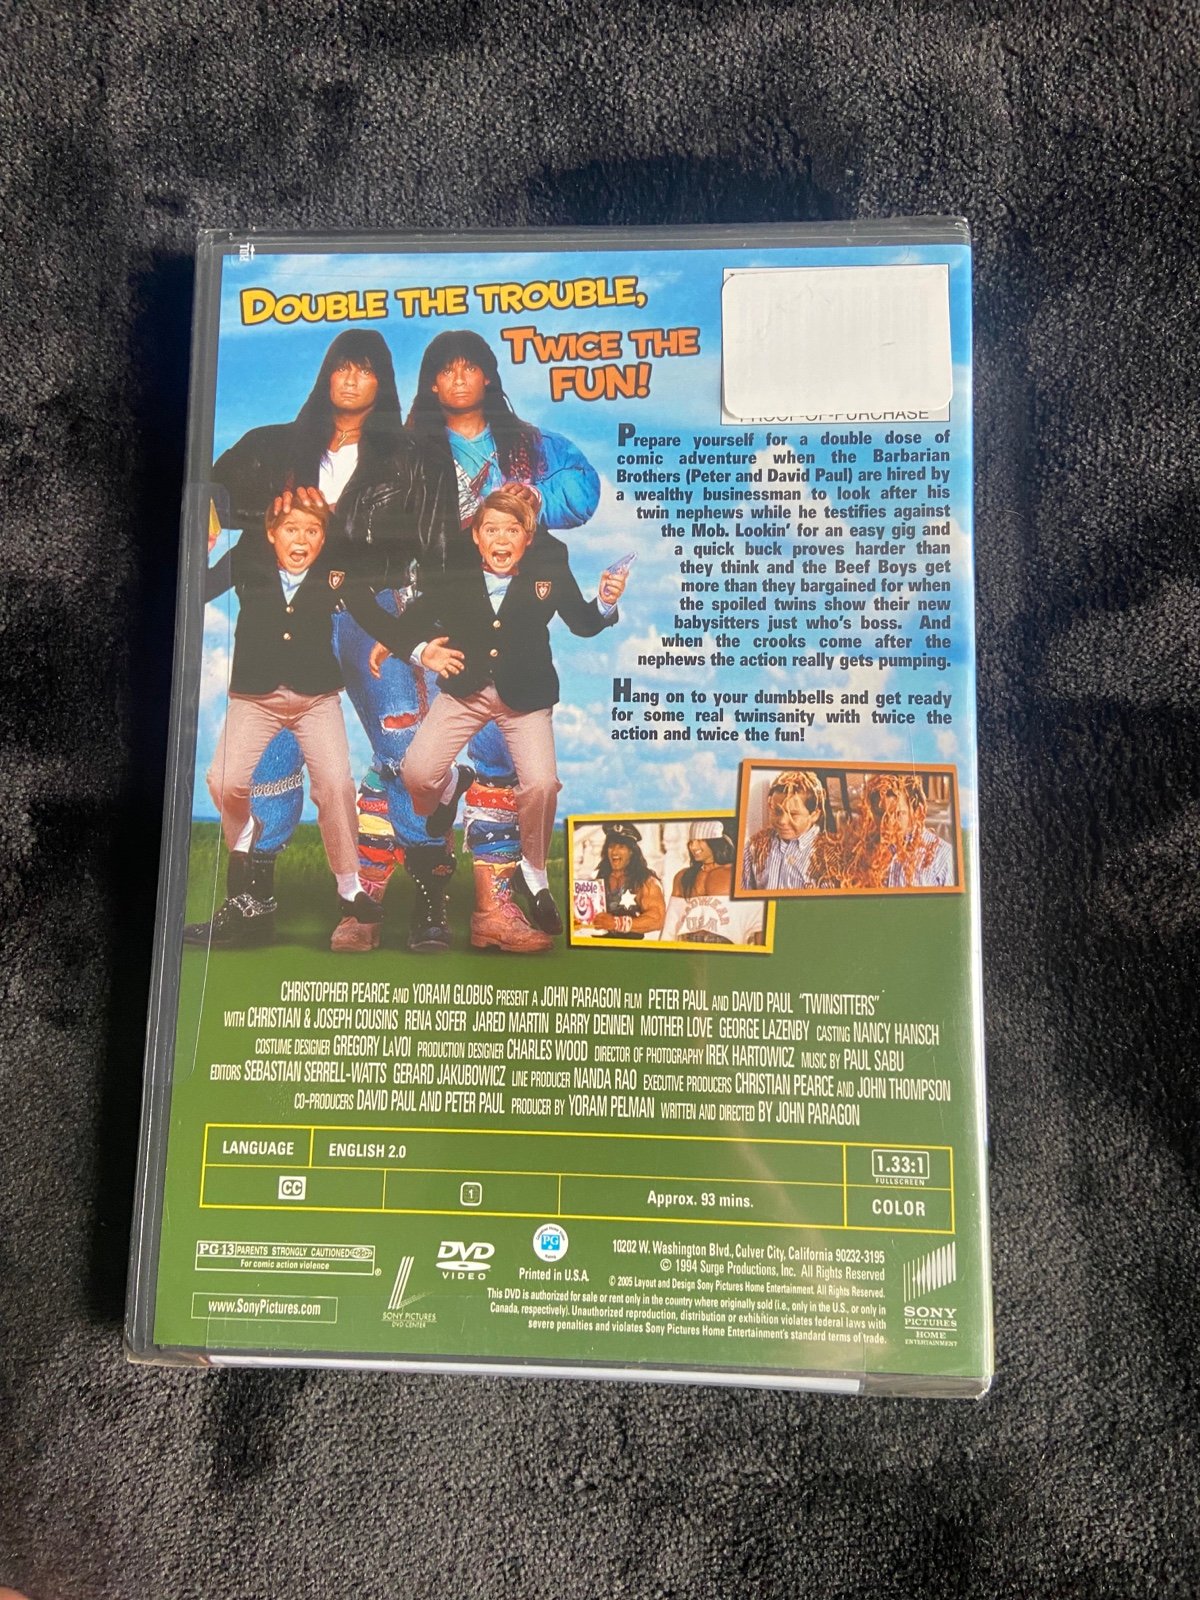 PULL
DOUBLE THE TROUBLE,
TWICE THE
FUN!
PROOF-OF-PURCHASE
Prepare yourself for a double dose of
comic adventure when the Barbarian
Brothers (Peter and David Paul) are hired by
a wealthy businessman to look after his
twin nephews while he testifies against
the Mob. Lookin' for an easy gig and
a quick buck proves harder than
they think and the Beef Boys get
more than they bargained for when
the spoiled twins show their new
babysitters just who's boss. And
when the crooks come after the
nephews the action really gets pumping.
Hang on to your dumbbells and get ready
for some real twinsanity with twice the
action and twice the fun!
Bubble
CHRISTOPHER PEARCE AND YORAM GLOBUS PRESENT A JOHN PARAGON FILM PETER PAUL AND DAVID PAUL "TWINSITTERS"
WITH CHRISTIAN & JOSEPH COUSINS RENA SOFER JARED MARTIN BARRY DENNEN MOTHER LOVE GEORGE LAZENBY CASTING NANCY HANSCH
COSTUME DESIGNER GREGORY LAVOI PRODUCTION DESIGNER CHARLES WOOD DIRECTOR OF PHOTOGRAPHY IREK HARTOWICZ MUSIC BY PAUL SABU
EDITORS SEBASTIAN SERRELL-WATTS GERARD JAKUBOWICZ LINE PRODUCER NANDA RAO EXECUTIVE PRODUCERS CHRISTIAN PEARCE AND JOHN THOMPSON
CO-PRODUCERS DAVID PAUL AND PETER PAUL PRODUCER BY YORAM PELMAN WRITTEN AND DIRECTED BY JOHN PARAGON
LANGUAGE ENGLISH 2.0 1.33:1
FULLSCREEN
CC 1 Approx. 93 mins. COLOR
PG-13 PARENTS STRONGLY CAUTIONED
For comic action violence
®
www.SonyPictures.com
SONY PICTURES
DVD CENTER
DVD
VIDEO
PG
Printed in U.S.A.
10202 W. Washington Blvd., Culver City, California 90232-3195
© 1994 Surge Productions, Inc. All Rights Reserved
© 2005 Layout and Design Sony Pictures Home Entertainment. All Rights Reserved.
This DVD is authorized for sale or rent only in the country where originally sold (i.e., only in the U.S., or only in
Canada, respectively). Unauthorized reproduction, distribution or exhibition violates federal laws with
severe penalties and violates Sony Pictures Home Entertainment's standard terms of trade.
SONY
PICTURES
HOME
ENTERTAINMENT